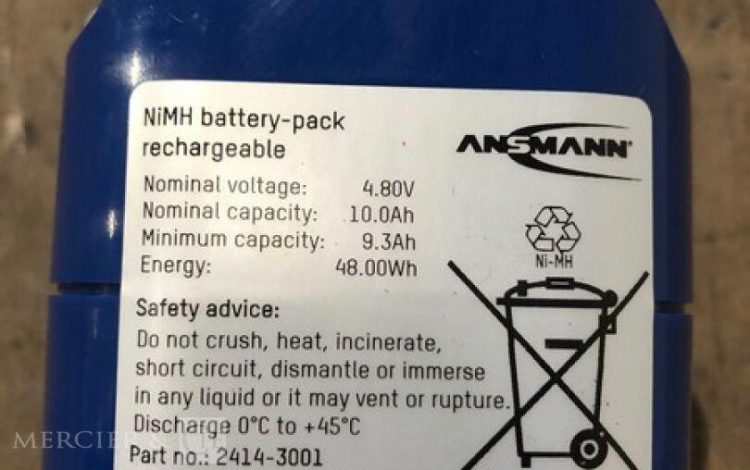 NiMH battery-pack
rechargeable
ANSMANN
Nominal voltage: 4.80V
Nominal capacity: 10.0Ah
Minimum capacity: 9.3Ah
Energy: 48.00Wh
Ni-MH
Safety advice:
Do not crush, heat, incinerate,
short circuit, dismantle or immerse
in any liquid or it may vent or rupture.
Discharge 0°C to +45°C
Part no.: 2414-3001
MERCIER &